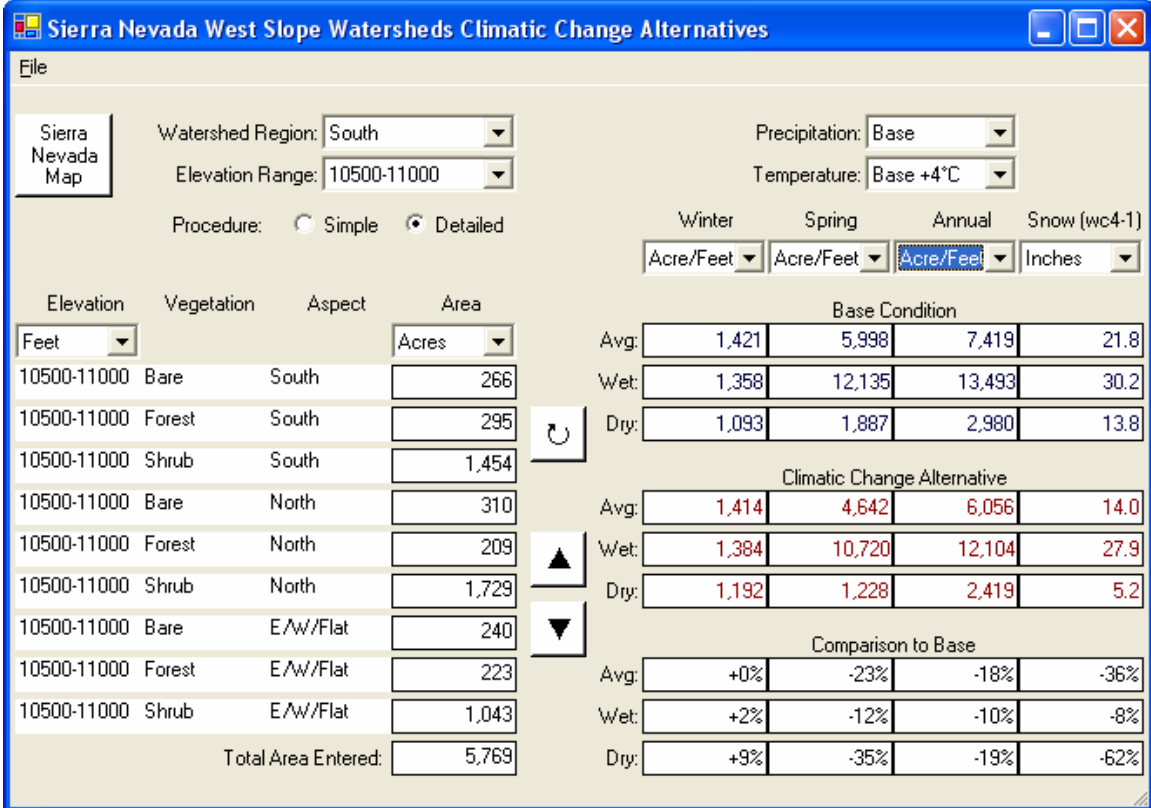 Sierra Nevada West Slope Watersheds Climatic Change Alternatives
File
Sierra Nevada Map
Watershed Region: South
Elevation Range: 10500-11000
Procedure: Simple Detailed
Precipitation: Base
Temperature: Base +4°C
Winter Spring Annual Snow (wc4-1)
Acre/Feet Acre/Feet Acre/Feel Inches
Elevation Vegetation Aspect Area
Feet Acres
10500-11000 Bare South 266
10500-11000 Forest South 295
10500-11000 Shrub South 1,454
10500-11000 Bare North 310
10500-11000 Forest North 209
10500-11000 Shrub North 1,729
10500-11000 Bare E/W/Flat 240
10500-11000 Forest E/W/Flat 223
10500-11000 Shrub E/W/Flat 1,043
Total Area Entered: 5,769
Base Condition
Avg: 1,421 5,998 7,419 21.8
Wet: 1,358 12,135 13,493 30.2
Dry: 1,093 1,887 2,980 13.8
Climatic Change Alternative
Avg: 1,414 4,642 6,056 14.0
Wet: 1,384 10,720 12,104 27.9
Dry: 1,192 1,228 2,419 5.2
Comparison to Base
Avg: +0% -23% -18% -36%
Wet: +2% -12% -10% -8%
Dry: +9% -35% -19% -62%